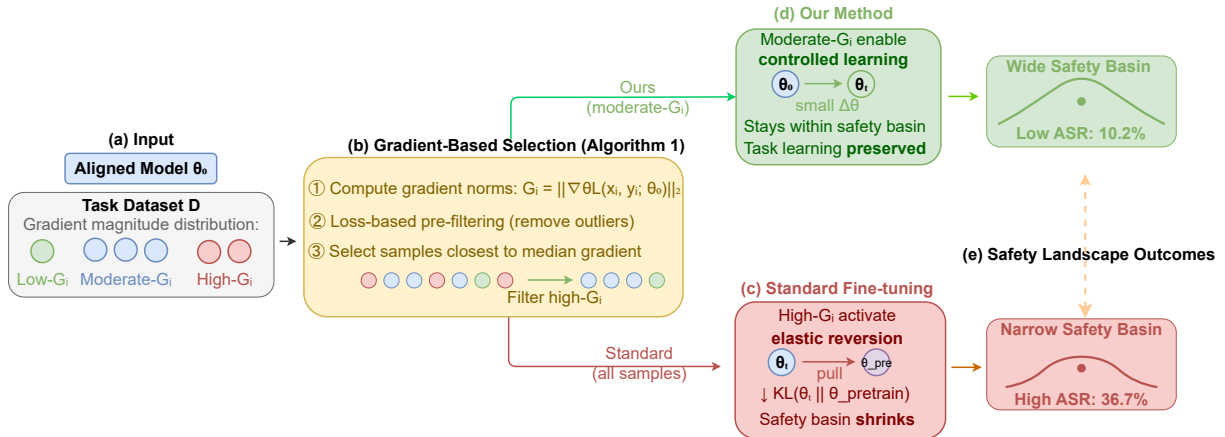 (a) Input
Aligned Model θ₀
Task Dataset D
Gradient magnitude distribution:
Low-Gᵢ
Moderate-Gᵢ
High-Gᵢ
(b) Gradient-Based Selection (Algorithm 1)
① Compute gradient norms: Gᵢ = ||∇θL(xᵢ, yᵢ; θ₀)||₂
② Loss-based pre-filtering (remove outliers)
③ Select samples closest to median gradient
Filter high-Gᵢ
Ours
(moderate-Gᵢ)
Standard
(all samples)
(d) Our Method
Moderate-Gᵢ enable
controlled learning
θ₀
θₜ
small Δθ
Stays within safety basin
Task learning preserved
(c) Standard Fine-tuning
High-Gᵢ activate
elastic reversion
θₜ
pull
θ_pre
↓ KL(θₜ || θ_pretrain)
Safety basin shrinks
Wide Safety Basin
Low ASR: 10.2%
(e) Safety Landscape Outcomes
Narrow Safety Basin
High ASR: 36.7%